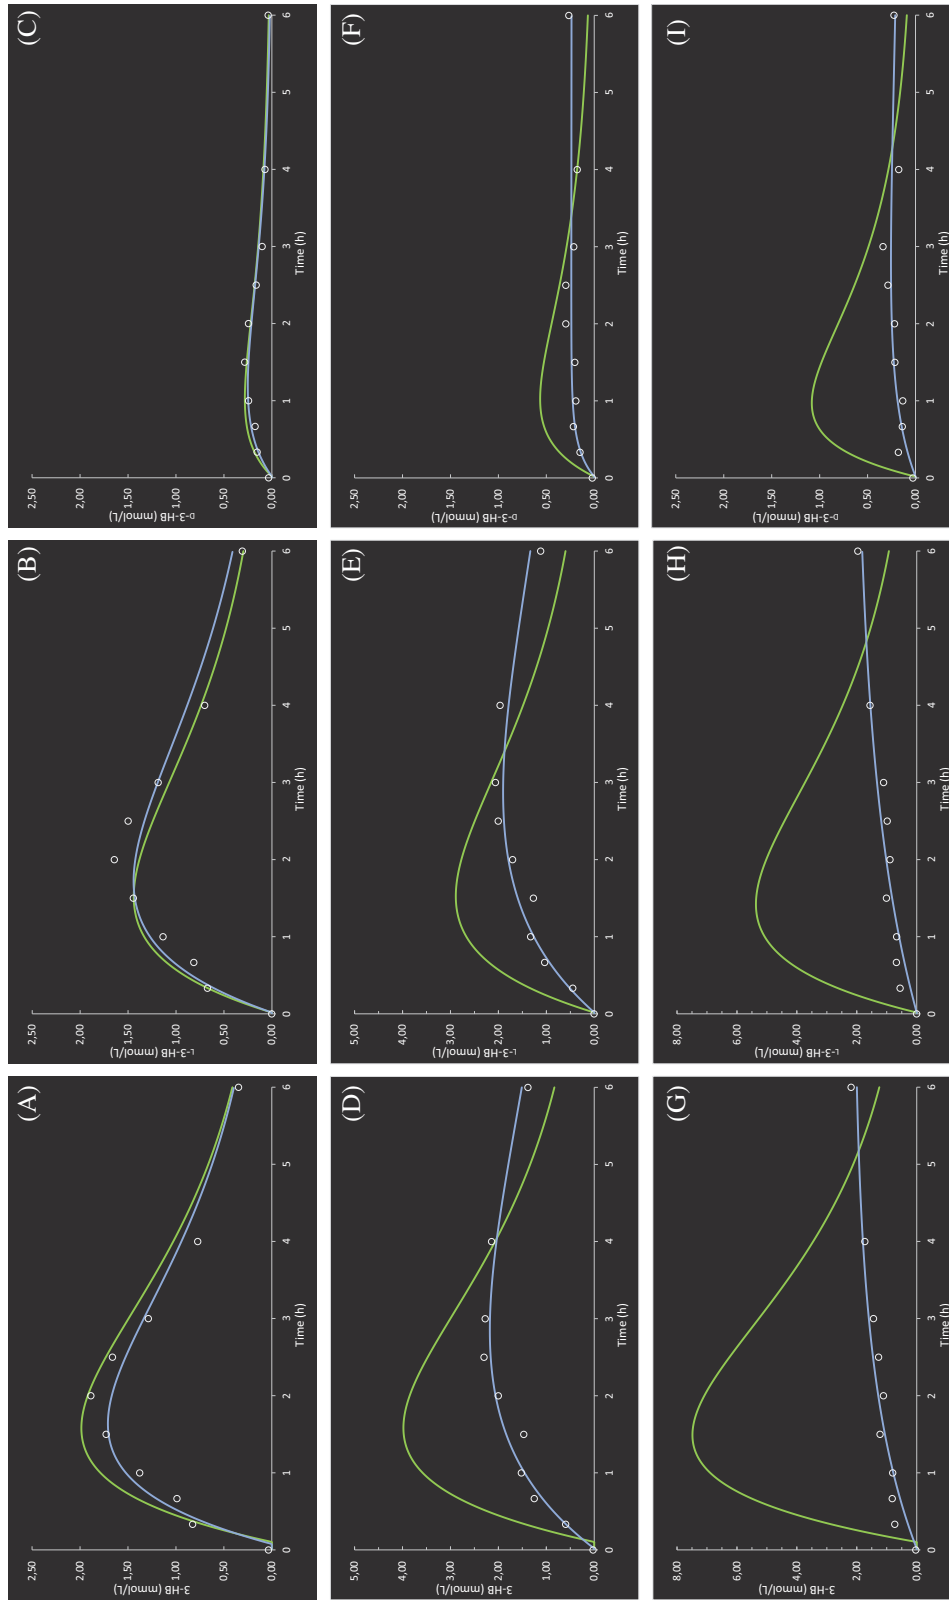 (A)
3-HB (mmol/L)
2,50
2,00
1,50
1,00
0,50
0,00
0 1 2 3 4 5 6
Time (h)
(B)
L-3-HB (mmol/L)
2,50
2,00
1,50
1,00
0,50
0,00
0 1 2 3 4 5 6
Time (h)
(C)
D-3-HB (mmol/L)
2,50
2,00
1,50
1,00
0,50
0,00
0 1 2 3 4 5 6
Time (h)
(D)
3-HB (mmol/L)
5,00
4,00
3,00
2,00
1,00
0,00
0 1 2 3 4 5 6
Time (h)
(E)
L-3-HB (mmol/L)
5,00
4,00
3,00
2,00
1,00
0,00
0 1 2 3 4 5 6
Time (h)
(F)
D-3-HB (mmol/L)
2,50
2,00
1,50
1,00
0,50
0,00
0 1 2 3 4 5 6
Time (h)
(G)
3-HB (mmol/L)
8,00
6,00
4,00
2,00
0,00
0 1 2 3 4 5 6
Time (h)
(H)
L-3-HB (mmol/L)
8,00
6,00
4,00
2,00
0,00
0 1 2 3 4 5 6
Time (h)
(I)
D-3-HB (mmol/L)
2,50
2,00
1,50
1,00
0,50
0,00
0 1 2 3 4 5 6
Time (h)